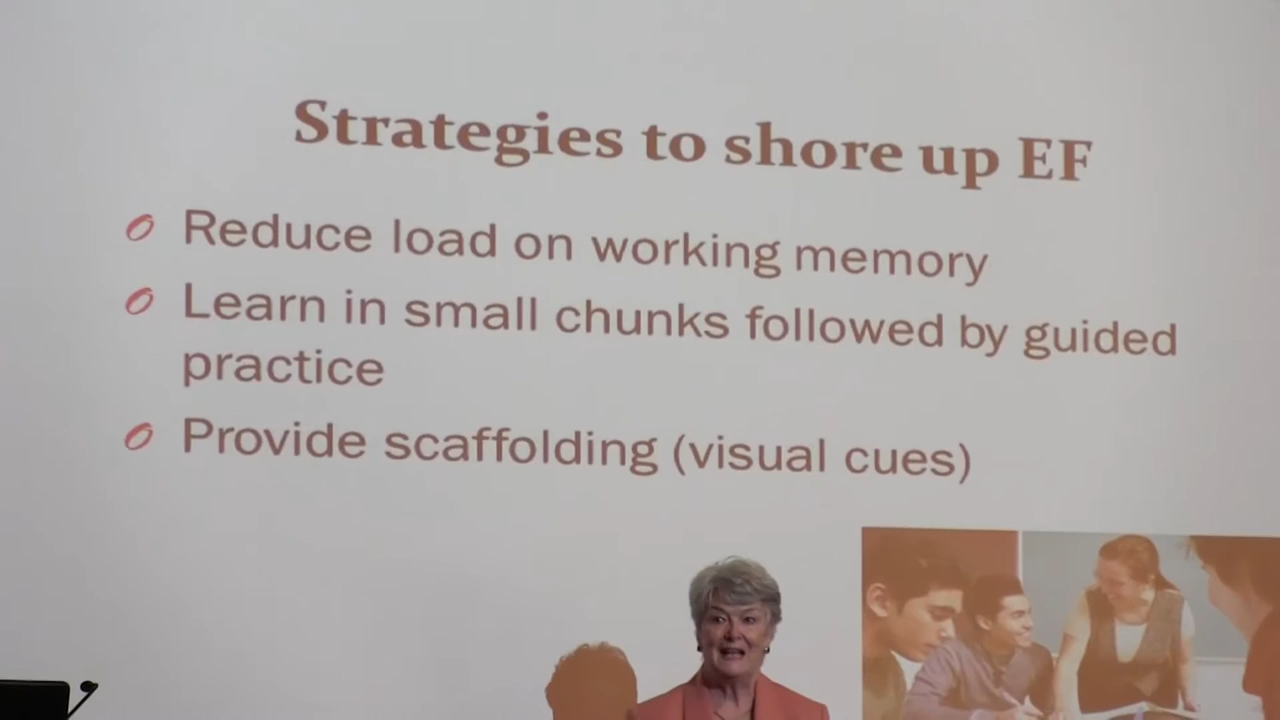 Strategies to shore up EF
Reduce load on working memory
Learn in small chunks followed by guided
practice
Provide scaffolding (visual cues)